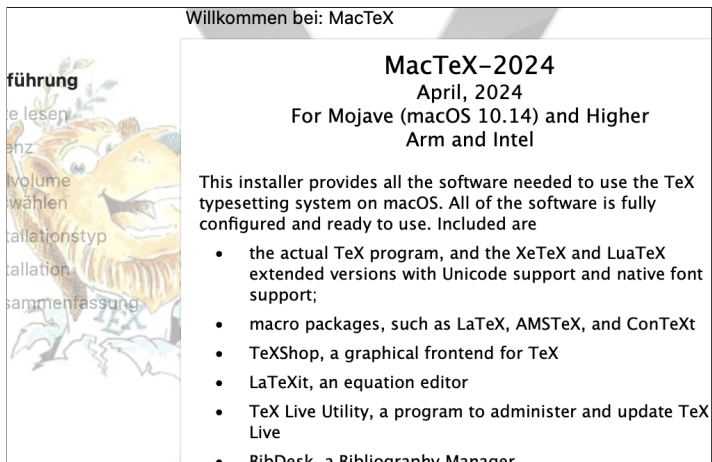 Willkommen bei: MacTeX
führung
e lesen
enz
volume
wählen
tallationstyp
tallation
sammenfassung
TEX
MacTeX-2024
April, 2024
For Mojave (macOS 10.14) and Higher
Arm and Intel
This installer provides all the software needed to use the TeX
typesetting system on macOS. All of the software is fully
configured and ready to use. Included are
• the actual TeX program, and the XeTeX and LuaTeX
extended versions with Unicode support and native font
support;
• macro packages, such as LaTeX, AMSTeX, and ConTeXt
• TeXShop, a graphical frontend for TeX
• LaTeXit, an equation editor
• TeX Live Utility, a program to administer and update TeX
Live
• BibDesk, a Bibliography Manager